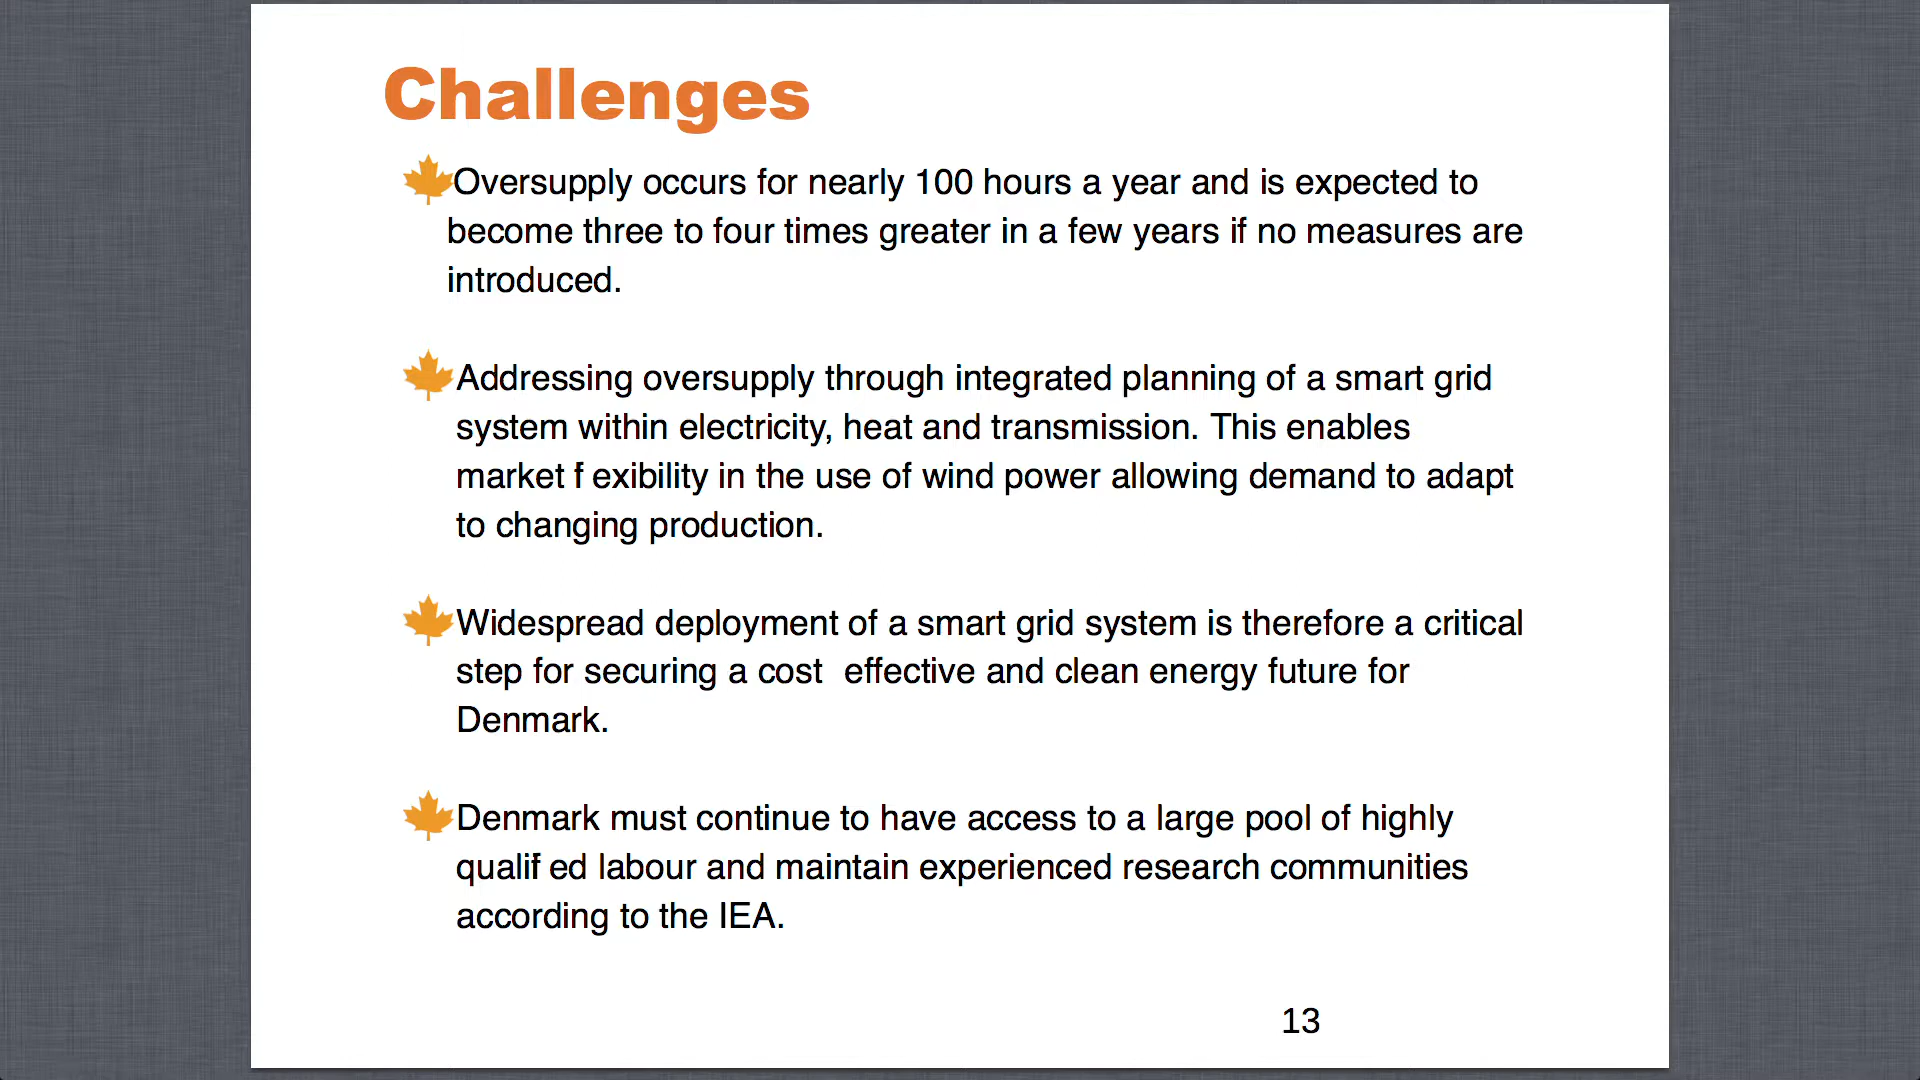 Challenges
Oversupply occurs for nearly 100 hours a year and is expected to
become three to four times greater in a few years if no measures are
introduced.
Addressing oversupply through integrated planning of a smart grid
system within electricity, heat and transmission. This enables
market f exibility in the use of wind power allowing demand to adapt
to changing production.
Widespread deployment of a smart grid system is therefore a critical
step for securing a cost  effective and clean energy future for
Denmark.
Denmark must continue to have access to a large pool of highly
qualif ed labour and maintain experienced research communities
according to the IEA.
13